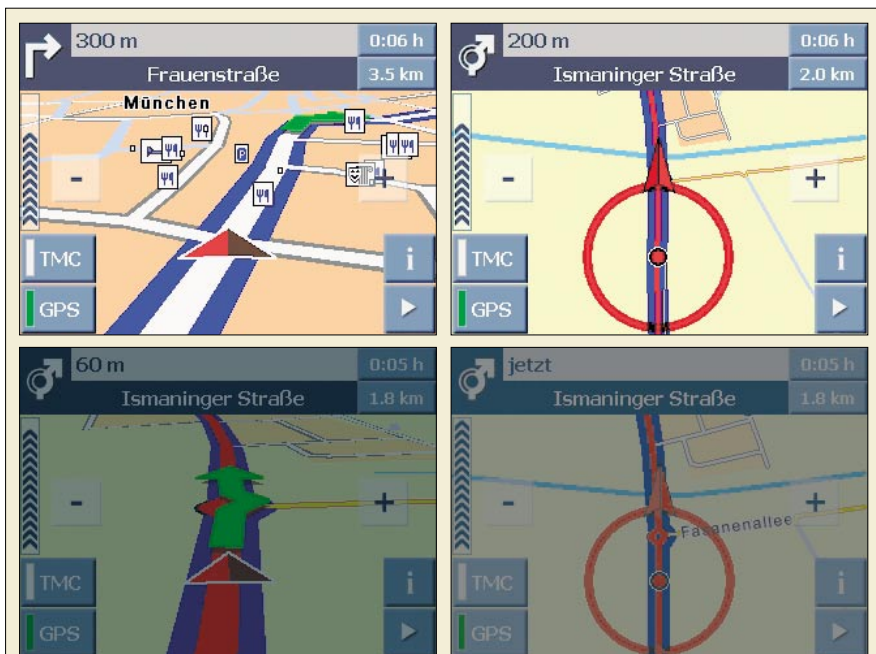 300 m
0:06 h
Frauenstraße
3.5 km
München
P
-
+
TMC
i
GPS
200 m
0:06 h
Ismaninger Straße
2.0 km
-
+
TMC
i
GPS
60 m
0:05 h
Ismaninger Straße
1.8 km
-
+
TMC
i
GPS
jetzt
0:05 h
Ismaninger Straße
1.8 km
-
+
Fasanenallee
TMC
i
GPS